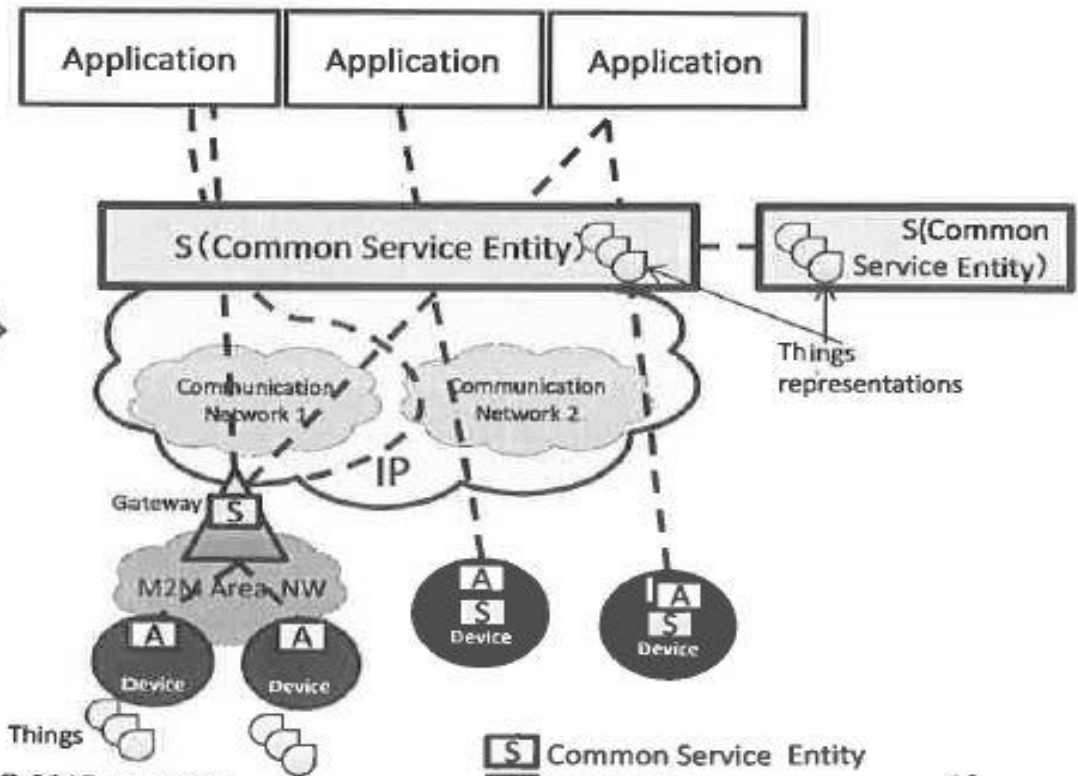 Application
Application
Application
S(Common Service Entity)
S(Common
Service Entity)
Things
representations
Communication
Network 1
Communication
Network 2
IP
Gateway
S
M2M Area NW
A
A
A
S
Device
A
S
Device
Device
Device
Things
S Common Service Entity